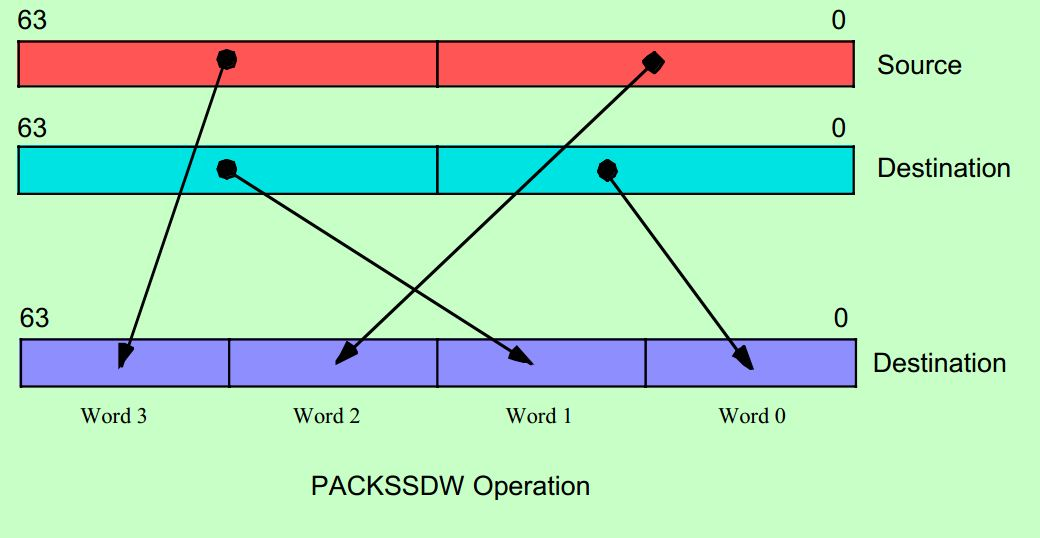 63 0
Source
63 0
Destination
63 0
Destination
Word 3 Word 2 Word 1 Word 0
PACKSSDW Operation